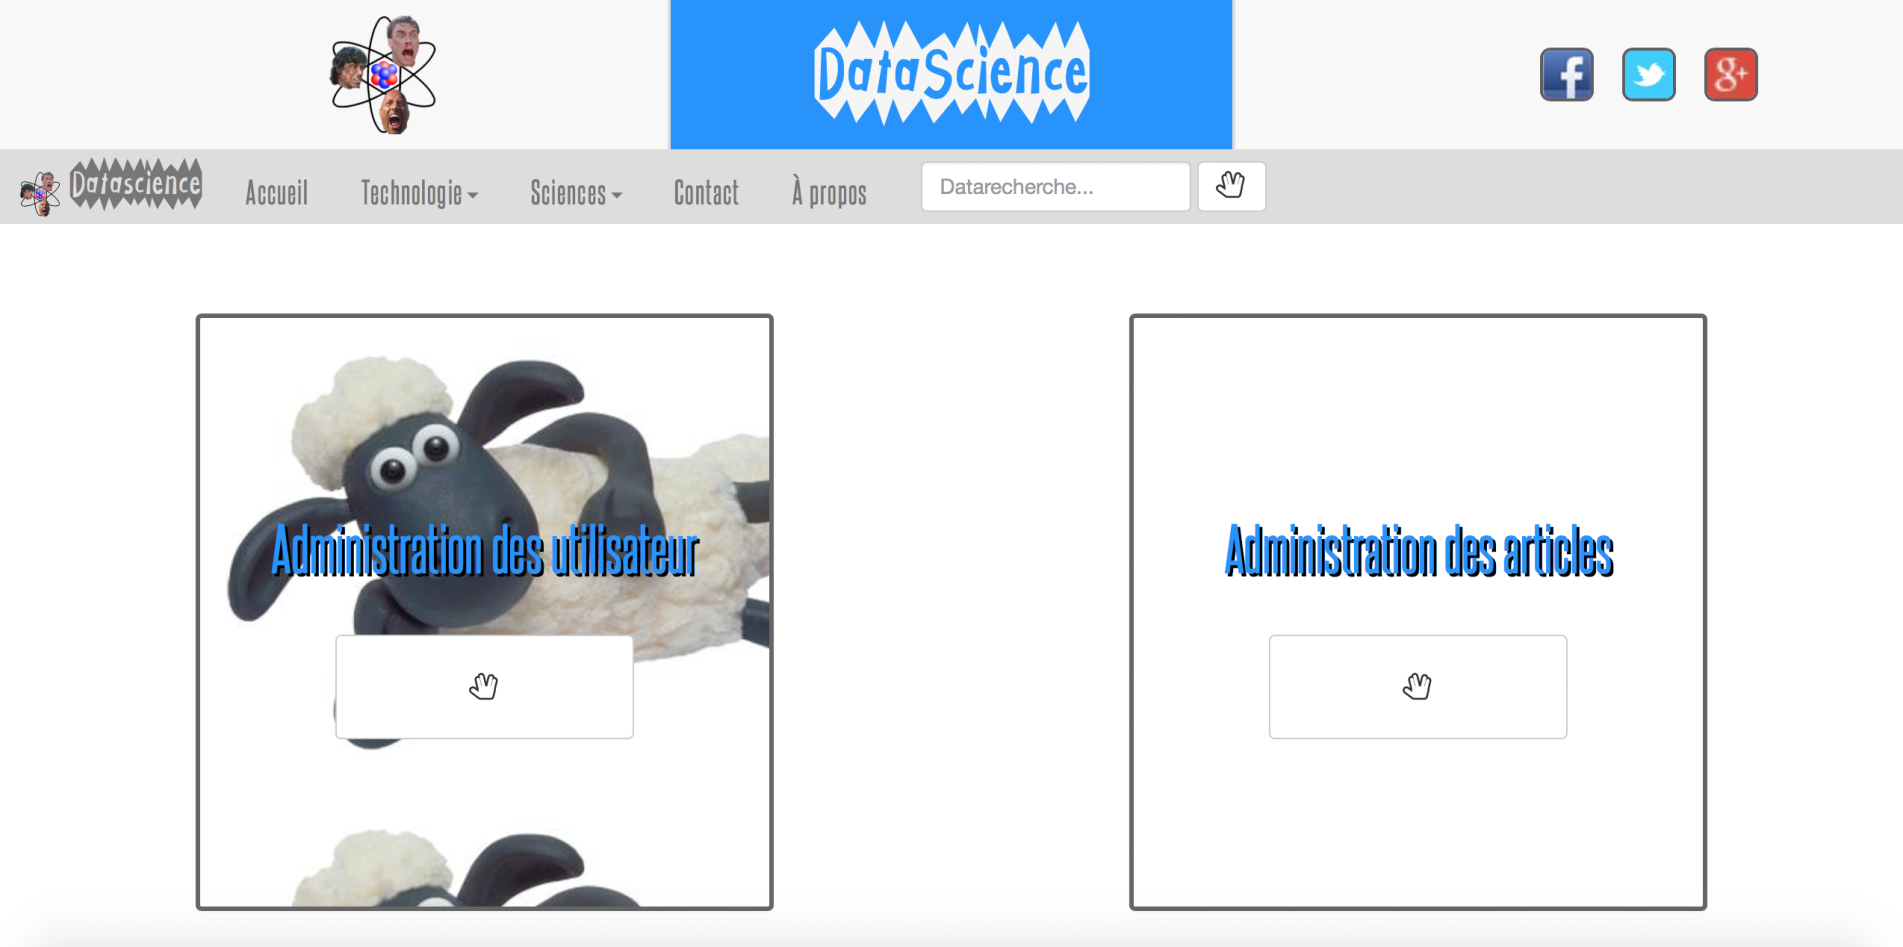 DataScience
f
g+
Datascience Accueil Technologie Sciences Contact À propos Datarecherche...
Administration des utilisateur
Administration des articles